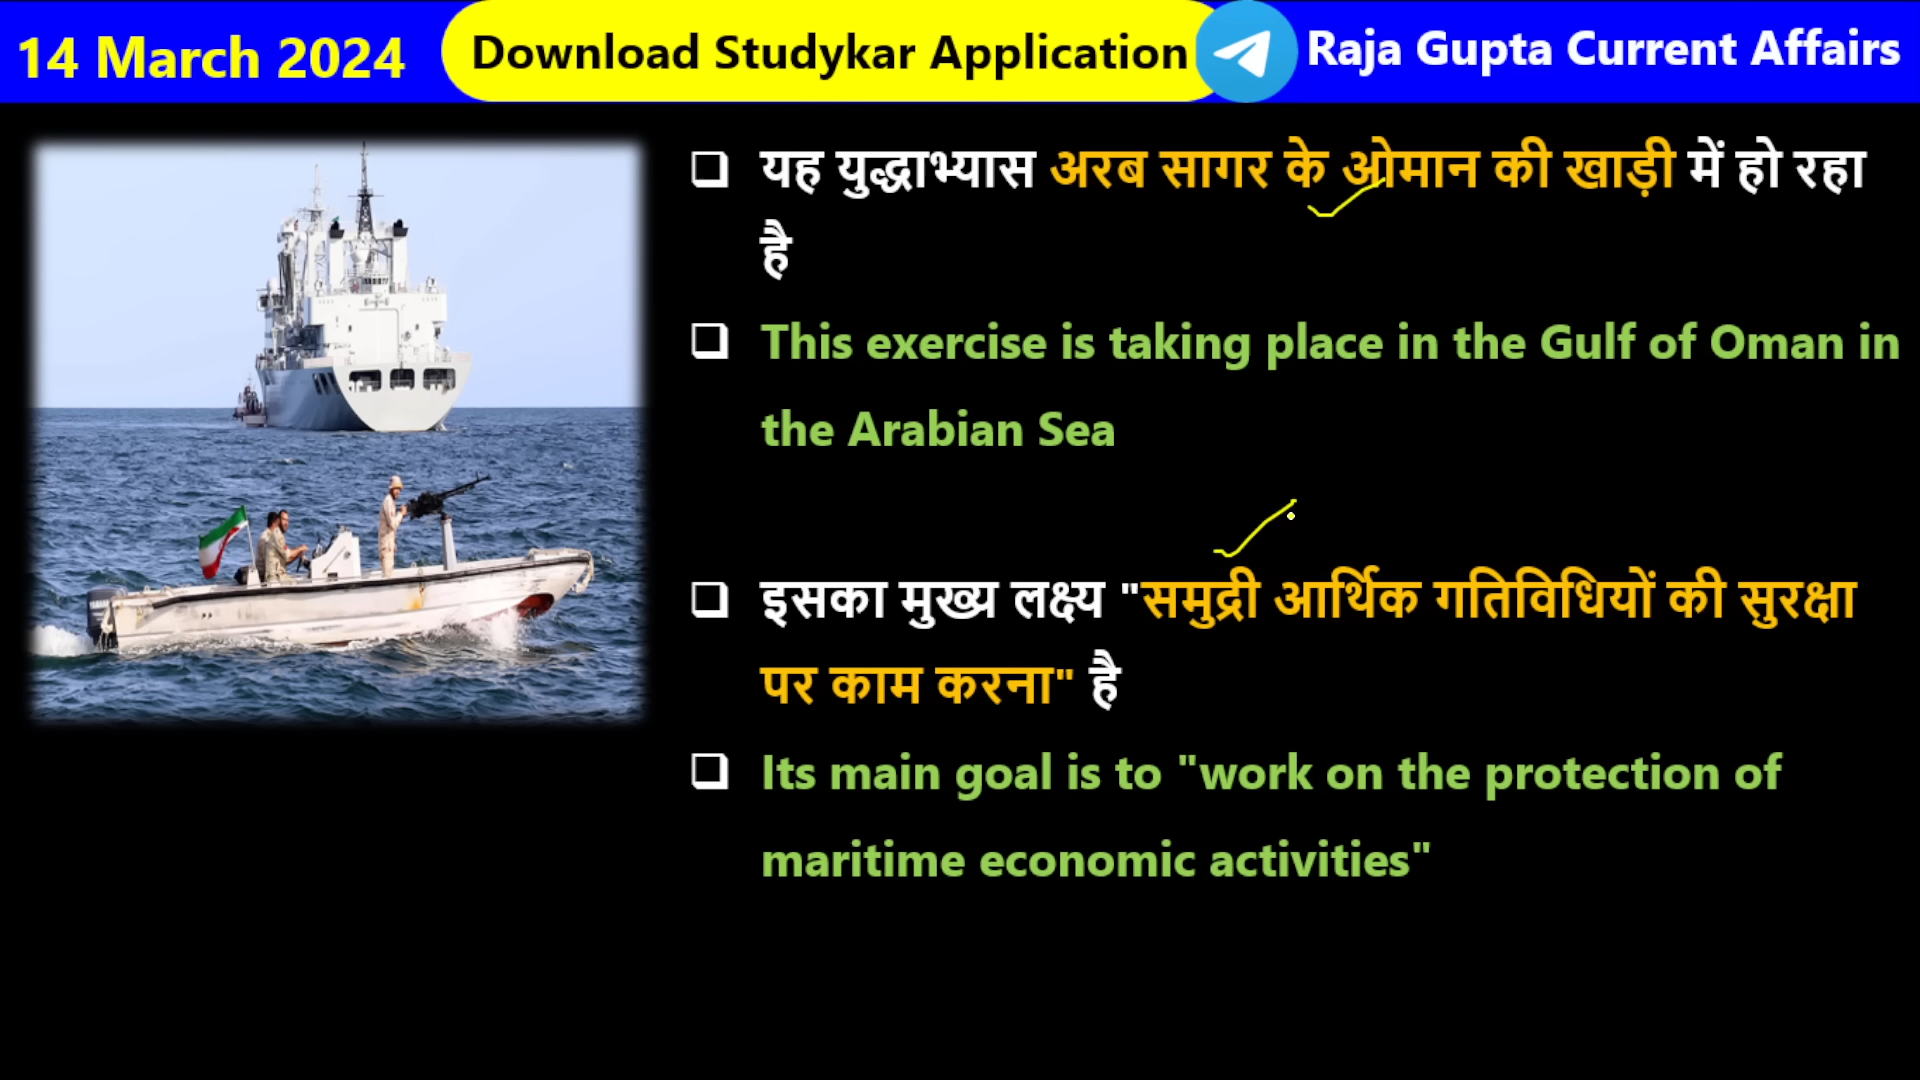 14 March 2024
Download Studykar Application
Raja Gupta Current Affairs
यह युद्धाभ्यास अरब सागर के ओमान की खाड़ी में हो रहा
है
This exercise is taking place in the Gulf of Oman in
the Arabian Sea
इसका मुख्य लक्ष्य "समुद्री आर्थिक गतिविधियों की सुरक्षा
पर काम करना" है
Its main goal is to "work on the protection of
maritime economic activities"